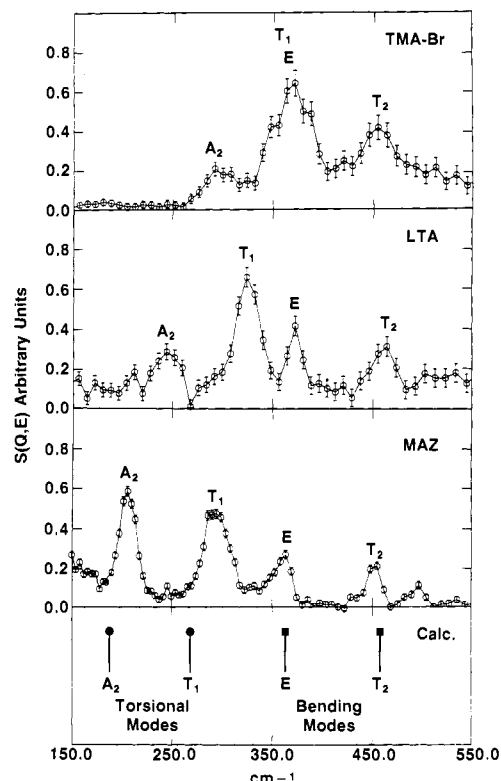 TMA-Br
T1
E
T2
A2
0.8
0.6
0.4
0.2
0.0
LTA
T1
A2
E
T2
0.8
0.6
0.4
0.2
0.0
MAZ
A2
T1
E
T2
0.8
0.6
0.4
0.2
0.0
S(Q,E) Arbitrary Units
Calc.
A2 T1 E T2
Torsional Bending
Modes Modes
150.0 250.0 350.0 450.0 550.0
cm−1